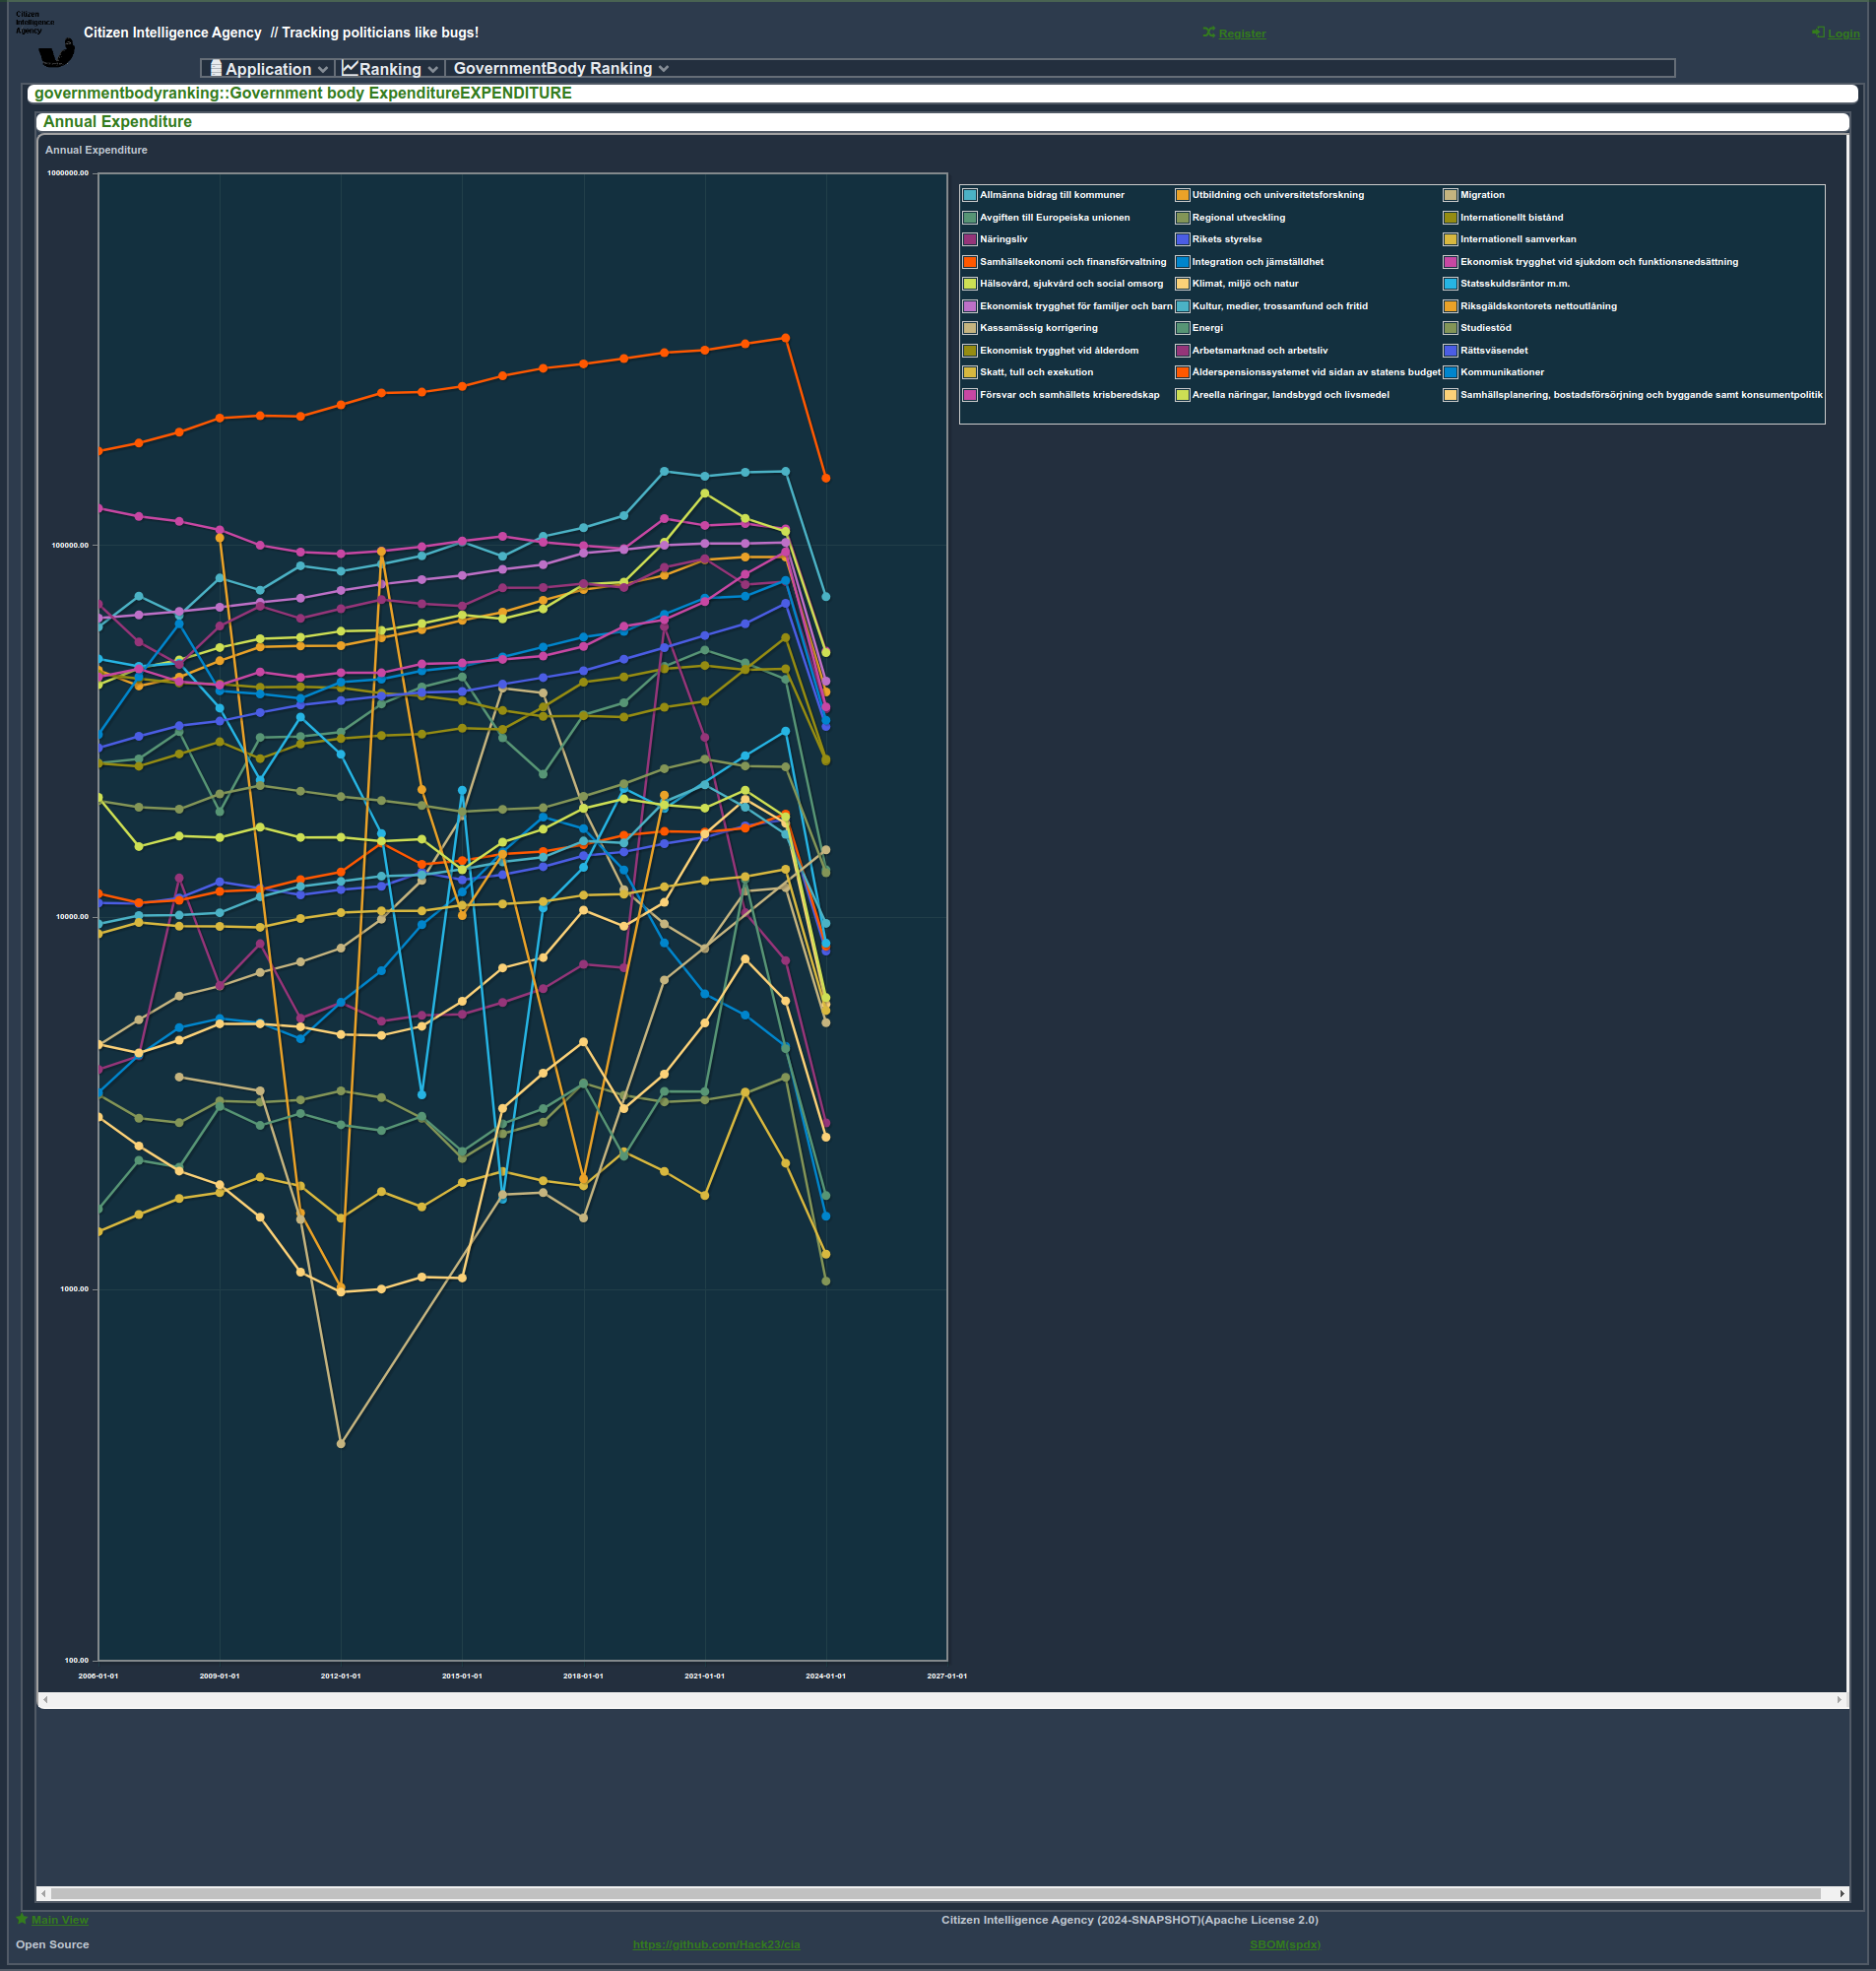 Citizen
Intelligence
Agency
Citizen Intelligence Agency // Tracking politicians like bugs!
Register
Login
Application
Ranking
GovernmentBody Ranking
governmentbodyranking::Government body ExpenditureEXPENDITURE
Annual Expenditure
Annual Expenditure
1000000.00
100000.00
10000.00
1000.00
100.00
2006-01-01 2009-01-01 2012-01-01 2015-01-01 2018-01-01 2021-01-01 2024-01-01 2027-01-01
Allmänna bidrag till kommuner Utbildning och universitetsforskning Migration
Avgiften till Europeiska unionen Regional utveckling Internationellt bistånd
Näringsliv Rikets styrelse Internationell samverkan
Samhällsekonomi och finansförvaltning Integration och jämställdhet Ekonomisk trygghet vid sjukdom och funktionsnedsättning
Hälsovård, sjukvård och social omsorg Klimat, miljö och natur Statsskuldsräntor m.m.
Ekonomisk trygghet för familjer och barn Kultur, medier, trossamfund och fritid Riksgäldskontorets nettoutlåning
Kassamässig korrigering Energi Studiestöd
Ekonomisk trygghet vid ålderdom Arbetsmarknad och arbetsliv Rättsväsendet
Skatt, tull och exekution Ålderspensionssystemet vid sidan av statens budget Kommunikationer
Försvar och samhällets krisberedskap Areella näringar, landsbygd och livsmedel Samhällsplanering, bostadsförsörjning och byggande samt konsumentpolitik
Main View
Citizen Intelligence Agency (2024-SNAPSHOT)(Apache License 2.0)
Open Source
https://github.com/Hack23/cia
SBOM(spdx)